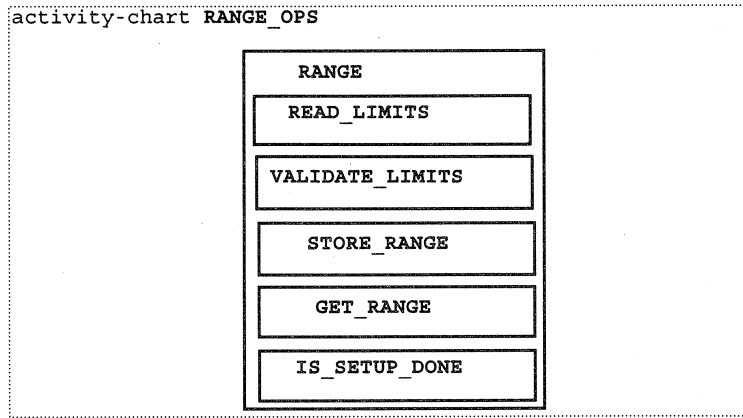 activity-chart RANGE_OPS
RANGE
READ_LIMITS
VALIDATE_LIMITS
STORE_RANGE
GET_RANGE
IS_SETUP_DONE